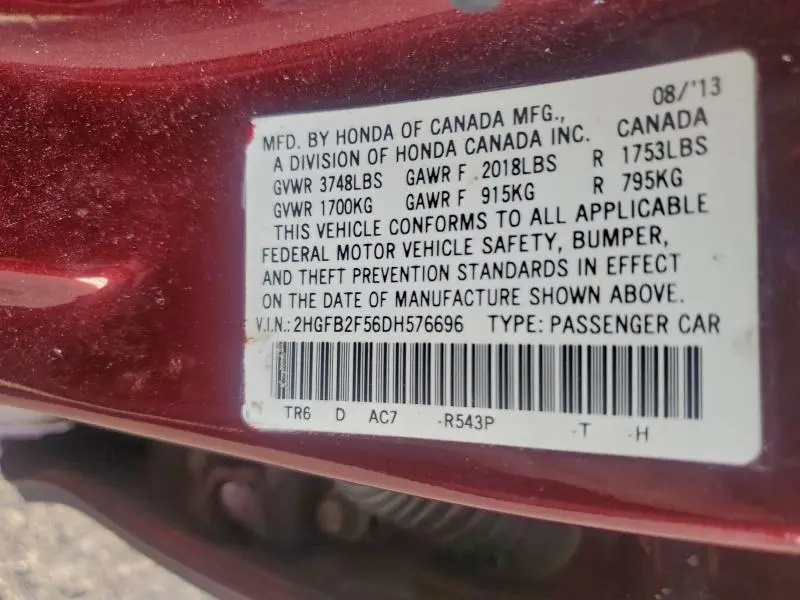 08/'13
MFD. BY HONDA OF CANADA MFG.,
A DIVISION OF HONDA CANADA INC. CANADA
GVWR 3748LBS GAWR F 2018LBS R 1753LBS
GVWR 1700KG GAWR F 915KG R 795KG
THIS VEHICLE CONFORMS TO ALL APPLICABLE
FEDERAL MOTOR VEHICLE SAFETY, BUMPER,
AND THEFT PREVENTION STANDARDS IN EFFECT
ON THE DATE OF MANUFACTURE SHOWN ABOVE.
V.I.N.: 2HGFB2F56DH576696 TYPE: PASSENGER CAR
TR6 D AC7 -R543P -T -H